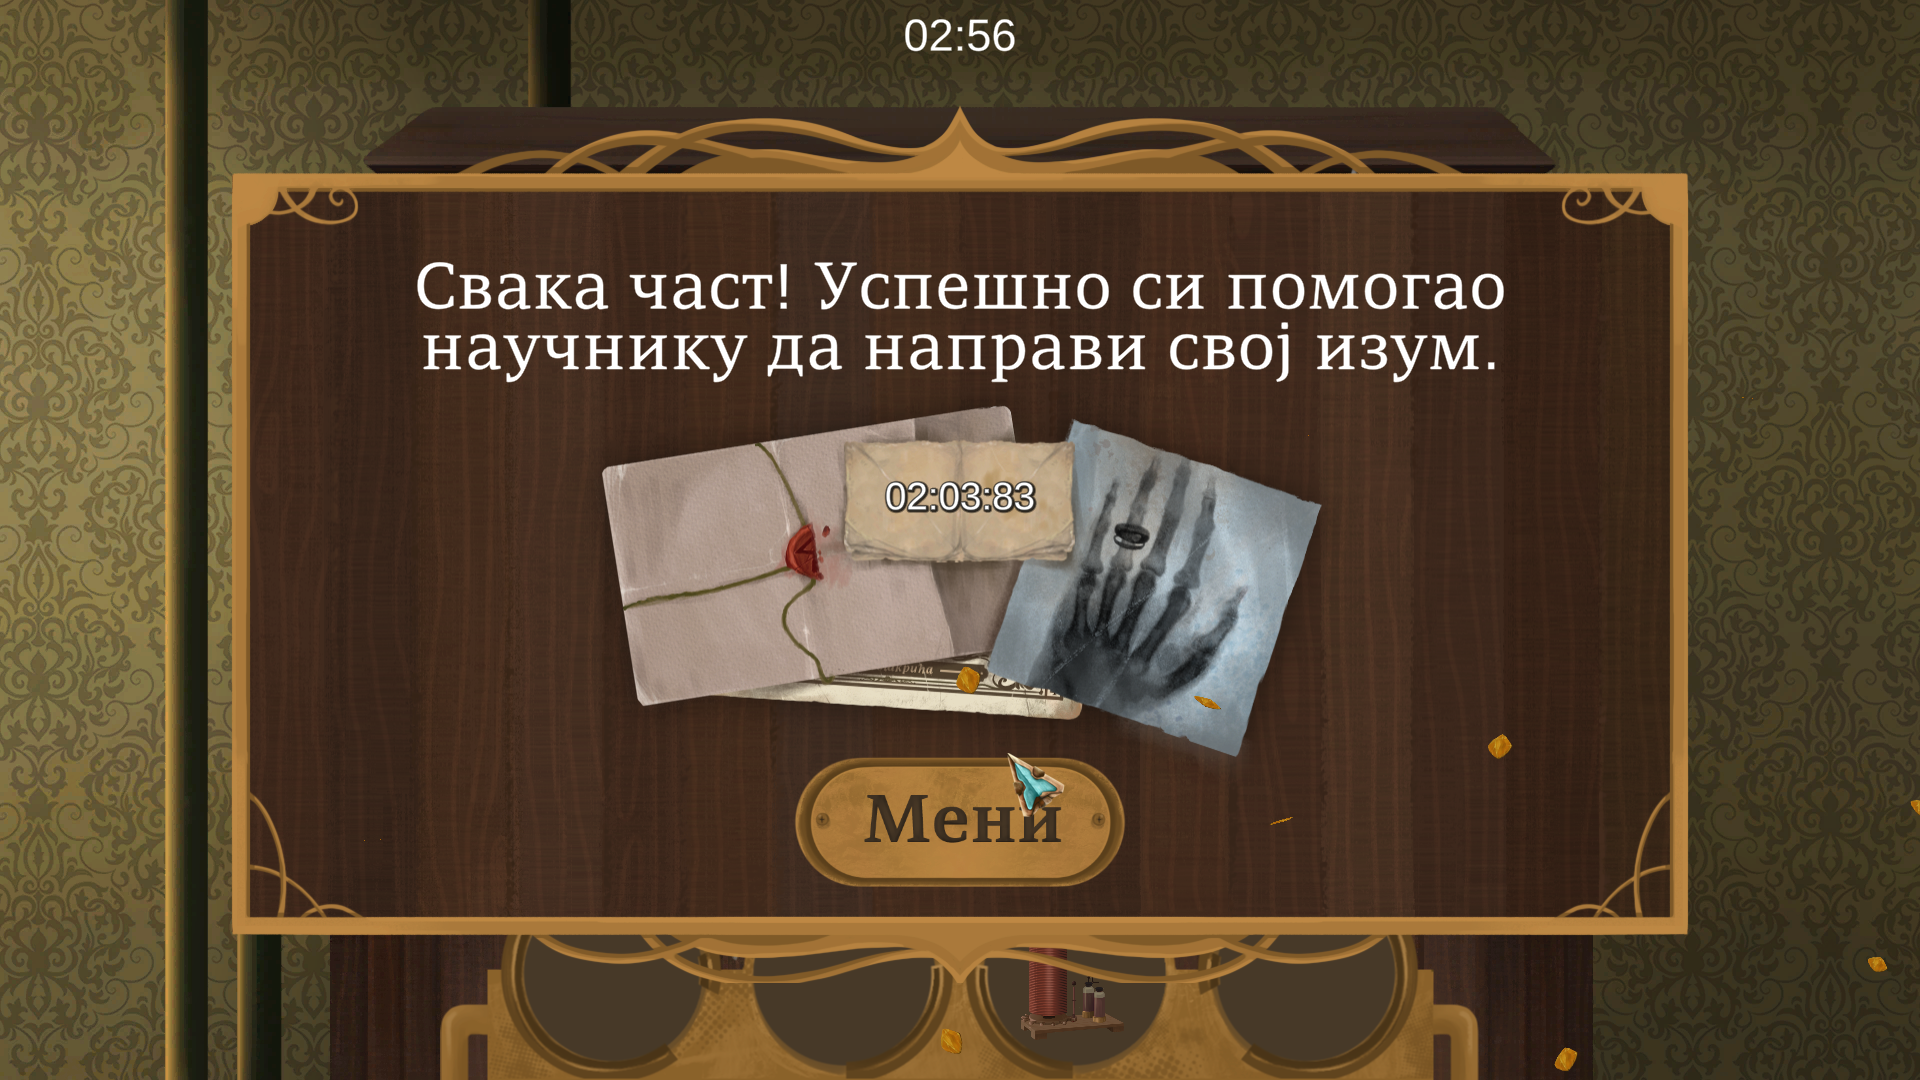 02:56
Свака част! Успешно си помогао
научнику да направи свој изум.
02:03:83
Мени